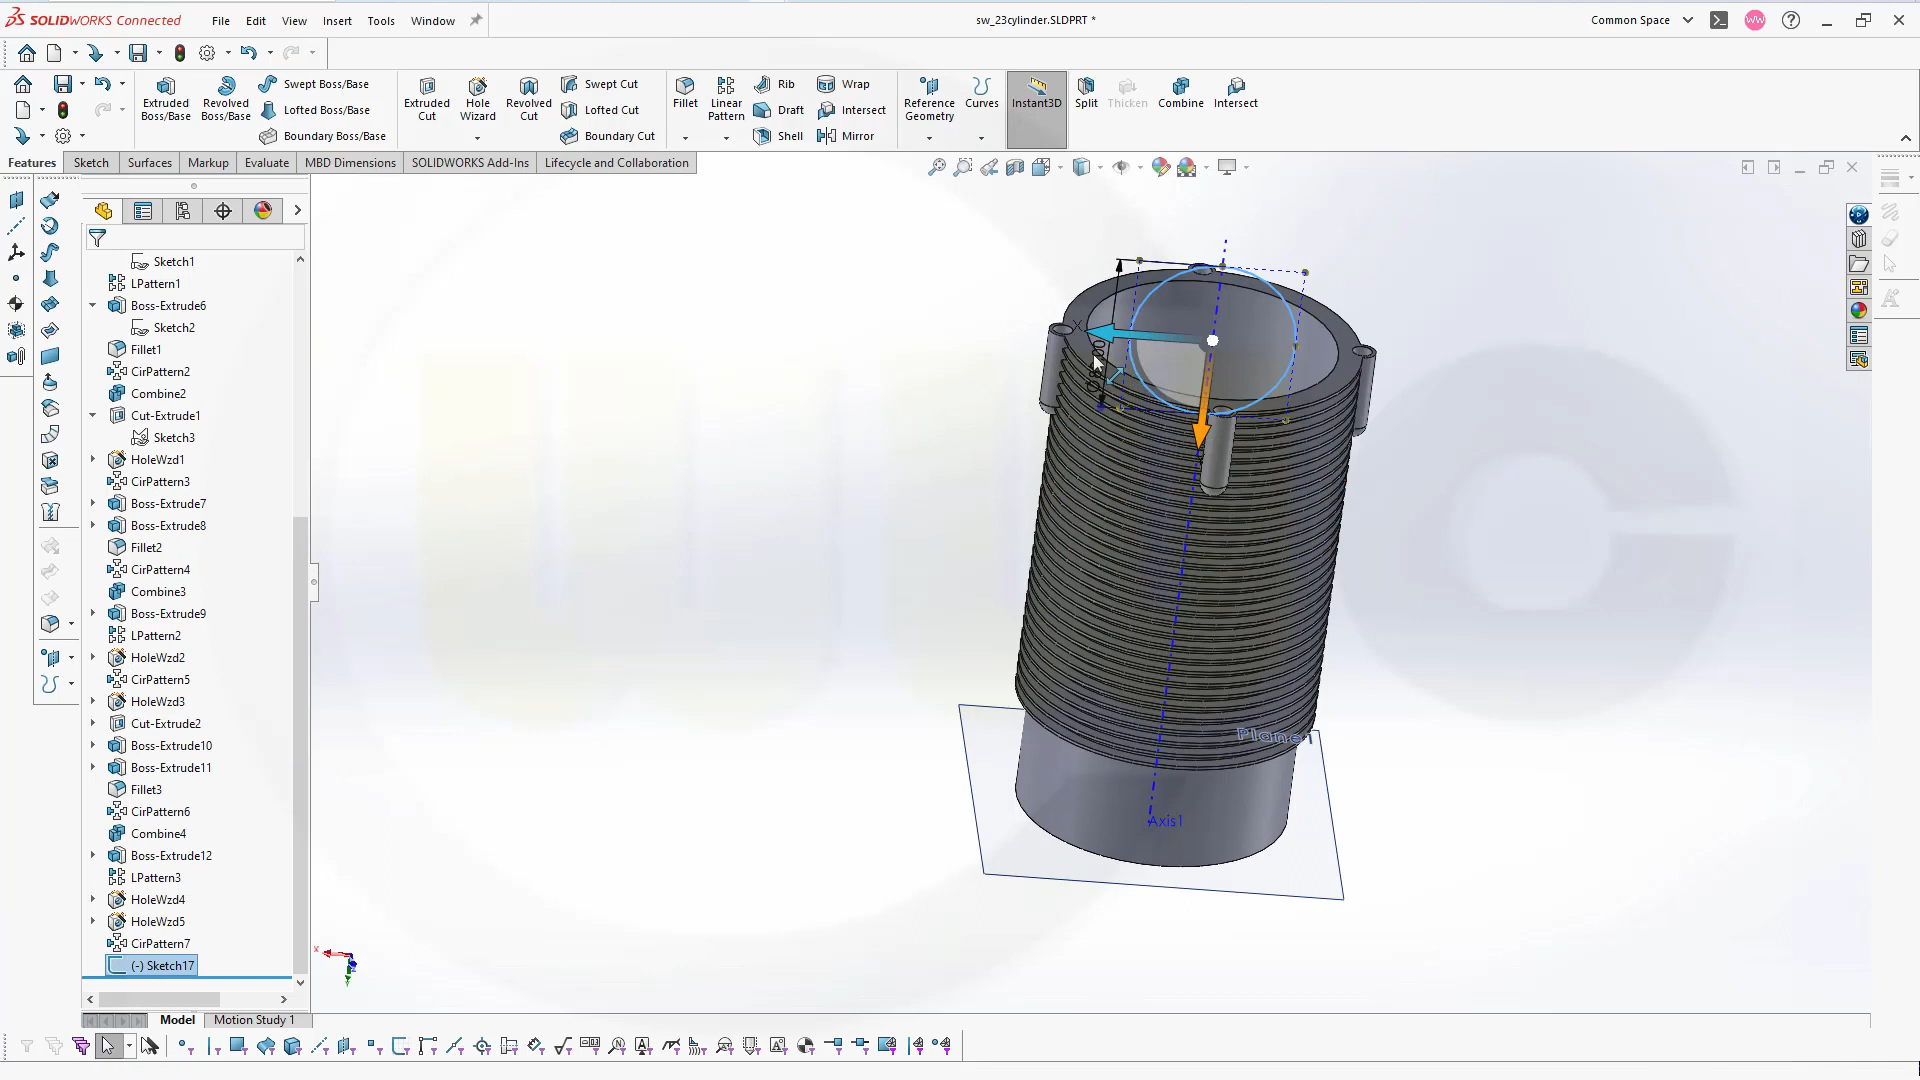 SOLIDWORKS Connected
File Edit View Insert Tools Window
sw_23cylinder.SLDPRT *
Common Space
WW
Extruded Boss/Base
Revolved Boss/Base
Swept Boss/Base
Lofted Boss/Base
Boundary Boss/Base
Extruded Cut
Hole Wizard
Revolved Cut
Swept Cut
Lofted Cut
Boundary Cut
Fillet
Linear Pattern
Rib
Draft
Shell
Wrap
Intersect
Mirror
Reference Geometry
Curves
Instant3D
Split
Thicken
Combine
Intersect
Features Sketch Surfaces Markup Evaluate MBD Dimensions SOLIDWORKS Add-Ins Lifecycle and Collaboration
Sketch1
LPattern1
Boss-Extrude6
Sketch2
Fillet1
CirPattern2
Combine2
Cut-Extrude1
Sketch3
HoleWzd1
CirPattern3
Boss-Extrude7
Boss-Extrude8
Fillet2
CirPattern4
Combine3
Boss-Extrude9
LPattern2
HoleWzd2
CirPattern5
HoleWzd3
Cut-Extrude2
Boss-Extrude10
Boss-Extrude11
Fillet3
CirPattern6
Combine4
Boss-Extrude12
LPattern3
HoleWzd4
HoleWzd5
CirPattern7
(-) Sketch17
Plane1
Axis1
X
Model Motion Study 1